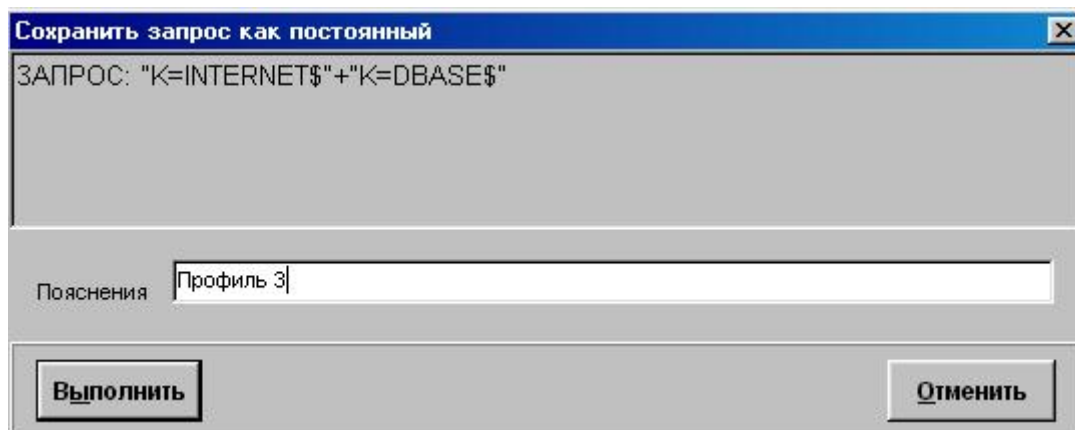 Сохранить запрос как постоянный
ЗАПРОС: "K=INTERNET$"+"K=DBASE$"
Пояснения
Профиль 3
Выполнить
Отменить